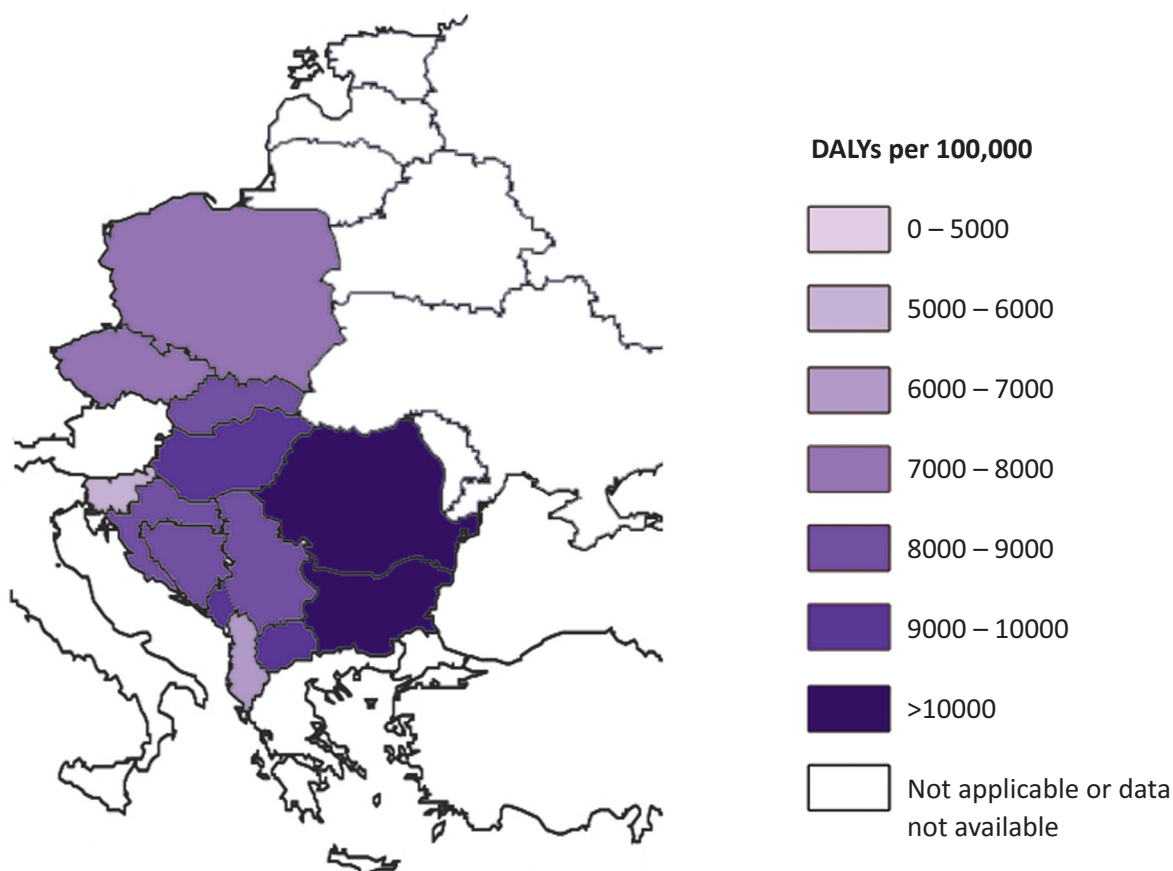 DALYs per 100,000
0 – 5000
5000 – 6000
6000 – 7000
7000 – 8000
8000 – 9000
9000 – 10000
>10000
Not applicable or data
not available